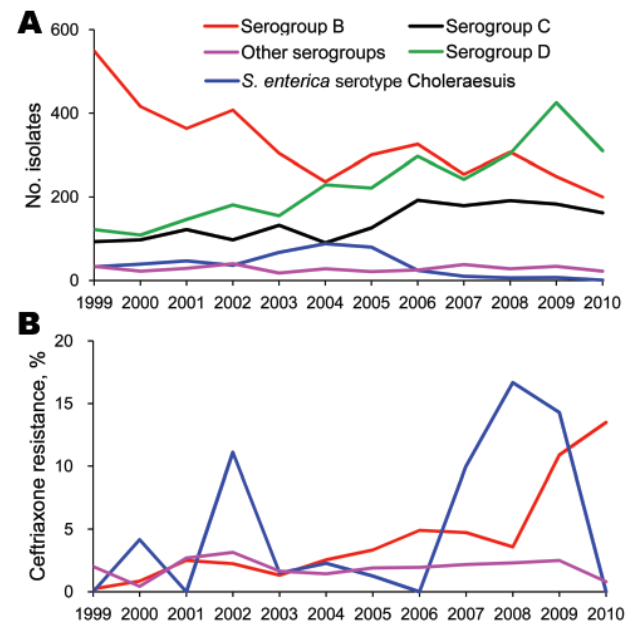 A
Serogroup B
Serogroup C
Other serogroups
Serogroup D
S. enterica serotype Choleraesuis
No. isolates
600
400
200
0
1999 2000 2001 2002 2003 2004 2005 2006 2007 2008 2009 2010
B
Ceftriaxone resistance, %
20
15
10
5
0
1999 2000 2001 2002 2003 2004 2005 2006 2007 2008 2009 2010